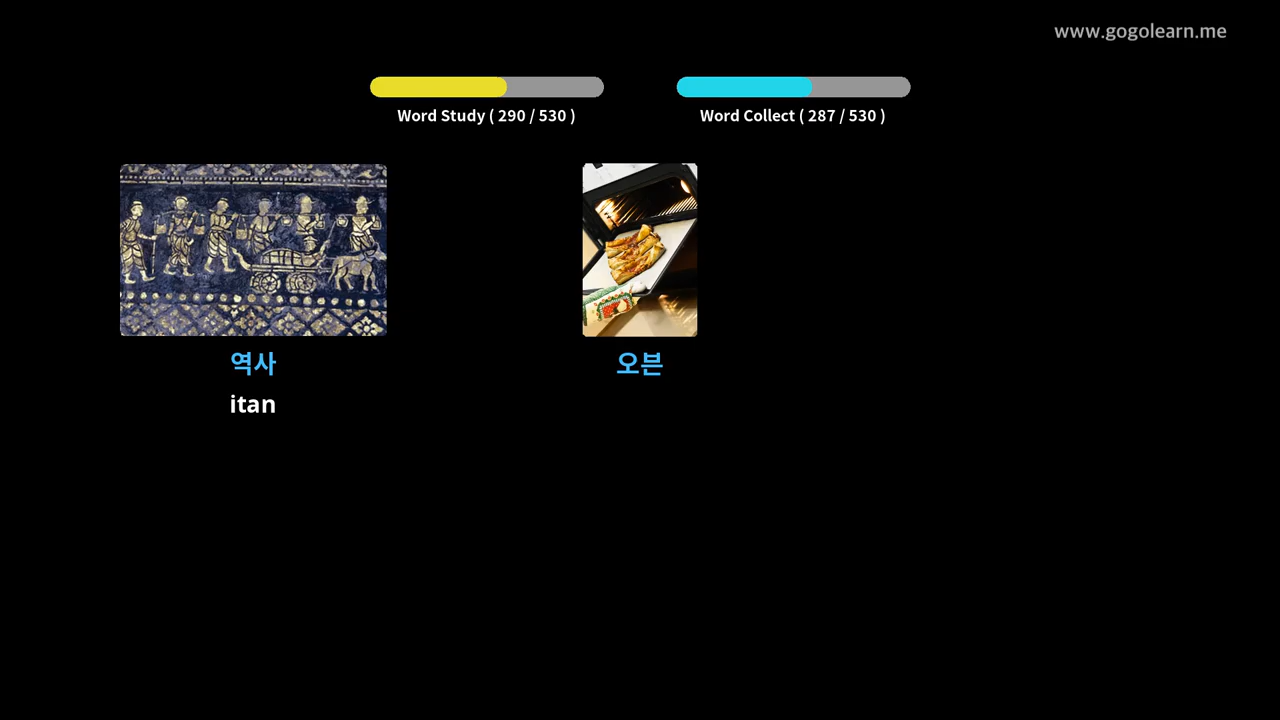 www.gogolearn.me
Word Study ( 290 / 530 )
Word Collect ( 287 / 530 )
역사
오븐
itan